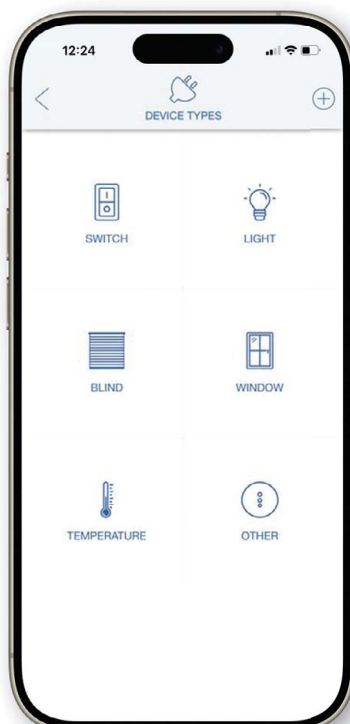 12:24
DEVICE TYPES
SWITCH
LIGHT
BLIND
WINDOW
TEMPERATURE
OTHER